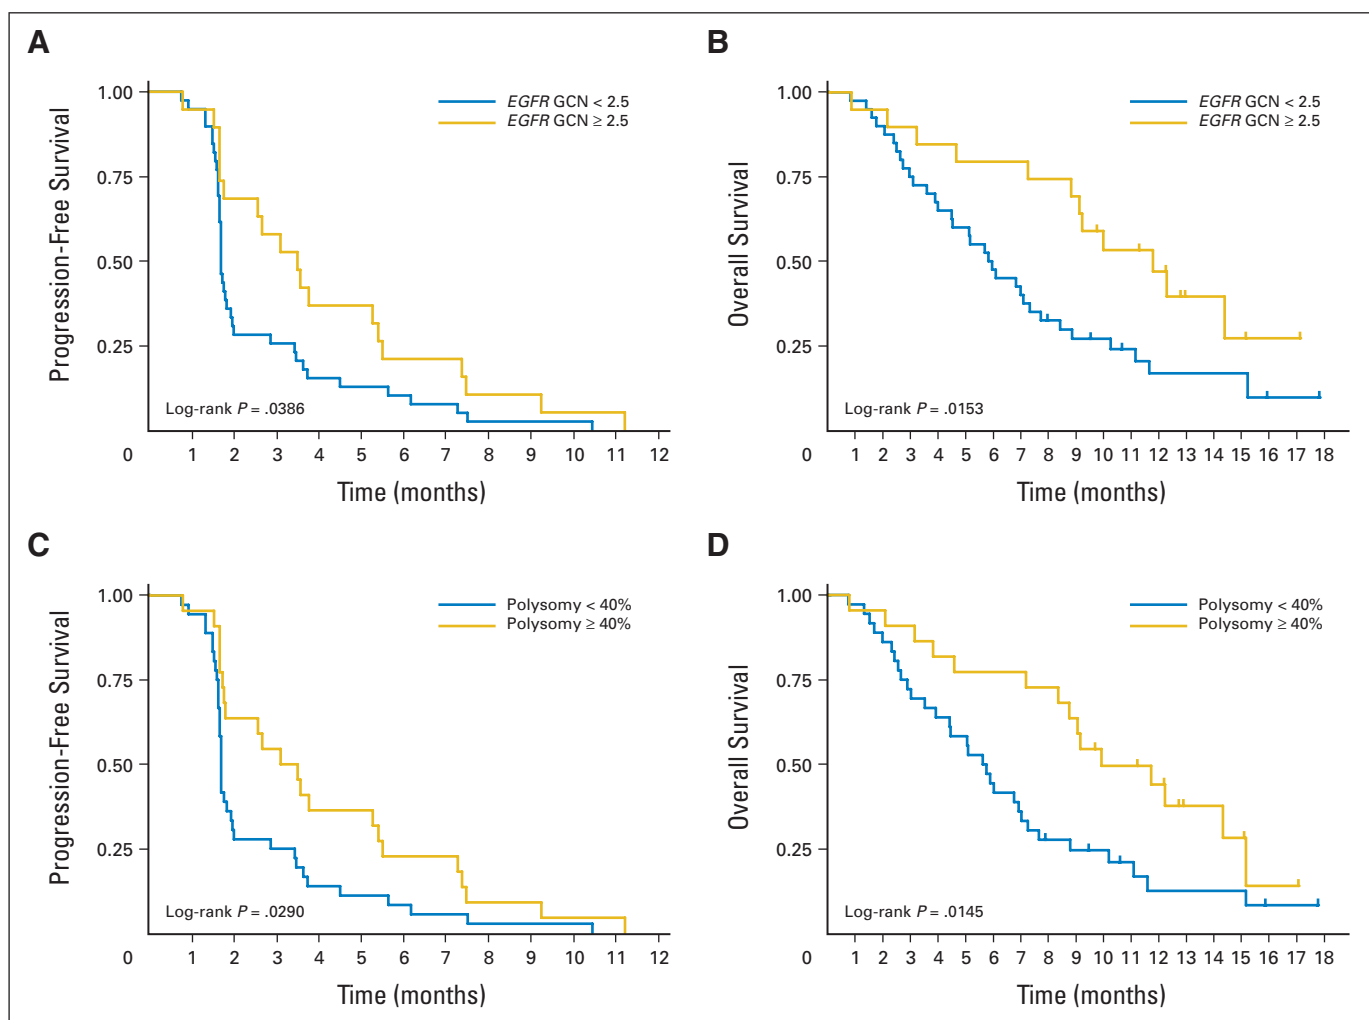 A
Progression-Free Survival
1.00
0.75
0.50
0.25
0
EGFR GCN < 2.5
EGFR GCN ≥ 2.5
Log-rank P = .0386
1 2 3 4 5 6 7 8 9 10 11 12
Time (months)
B
Overall Survival
1.00
0.75
0.50
0.25
0
EGFR GCN < 2.5
EGFR GCN ≥ 2.5
Log-rank P = .0153
1 2 3 4 5 6 7 8 9 10 11 12 13 14 15 16 17 18
Time (months)
C
Progression-Free Survival
1.00
0.75
0.50
0.25
0
Polysomy < 40%
Polysomy ≥ 40%
Log-rank P = .0290
1 2 3 4 5 6 7 8 9 10 11 12
Time (months)
D
Overall Survival
1.00
0.75
0.50
0.25
0
Polysomy < 40%
Polysomy ≥ 40%
Log-rank P = .0145
1 2 3 4 5 6 7 8 9 10 11 12 13 14 15 16 17 18
Time (months)